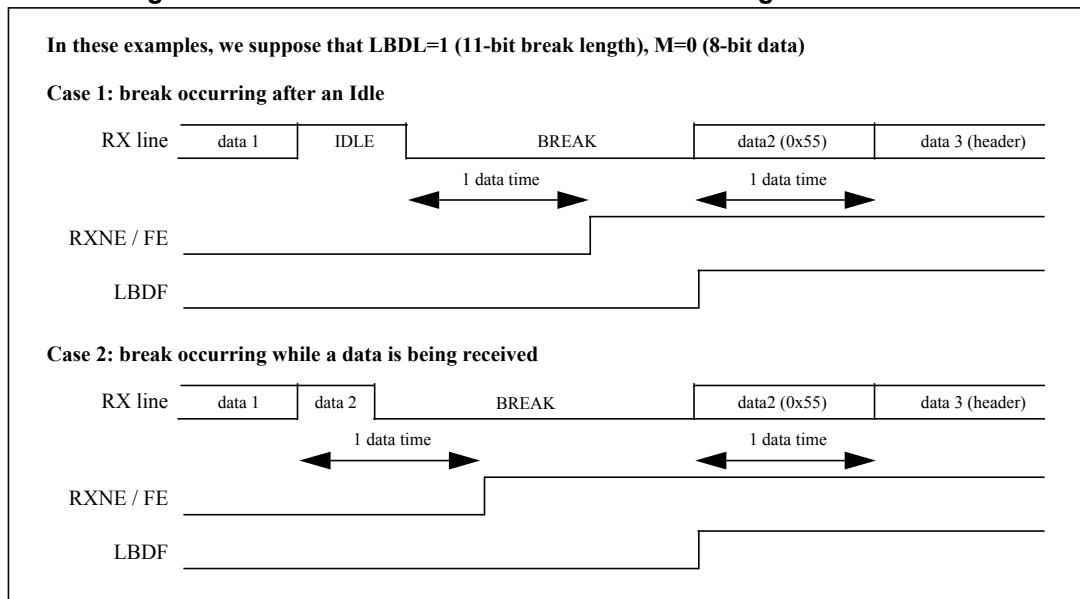 In these examples, we suppose that LBDL=1 (11-bit break length), M=0 (8-bit data)
Case 1: break occurring after an Idle
RX line data 1 IDLE BREAK data2 (0x55) data 3 (header)
1 data time 1 data time
RXNE / FE
LBDF
Case 2: break occurring while a data is being received
RX line data 1 data 2 BREAK data2 (0x55) data 3 (header)
1 data time 1 data time
RXNE / FE
LBDF